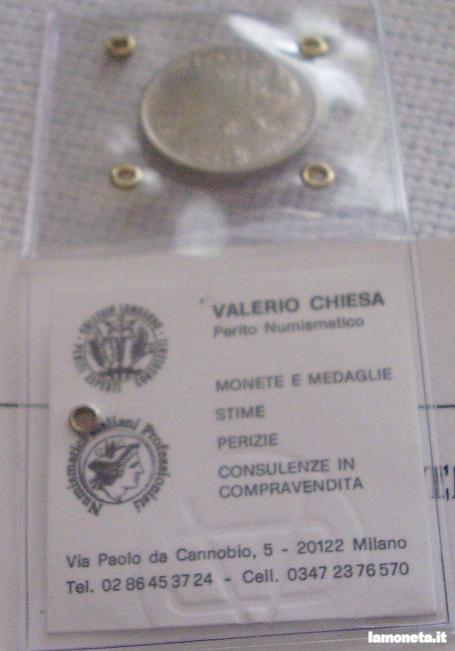 VALERIO CHIESA
Perito Numismatico
MONETE E MEDAGLIE
STIME
PERIZIE
CONSULENZE IN
COMPRAVENDITA
Numismatici Italiani Professionisti
Via Paolo da Cannobio, 5 - 20122 Milano
Tel. 02 86 45 37 24 - Cell. 0347 23 76 570
lamoneta.it